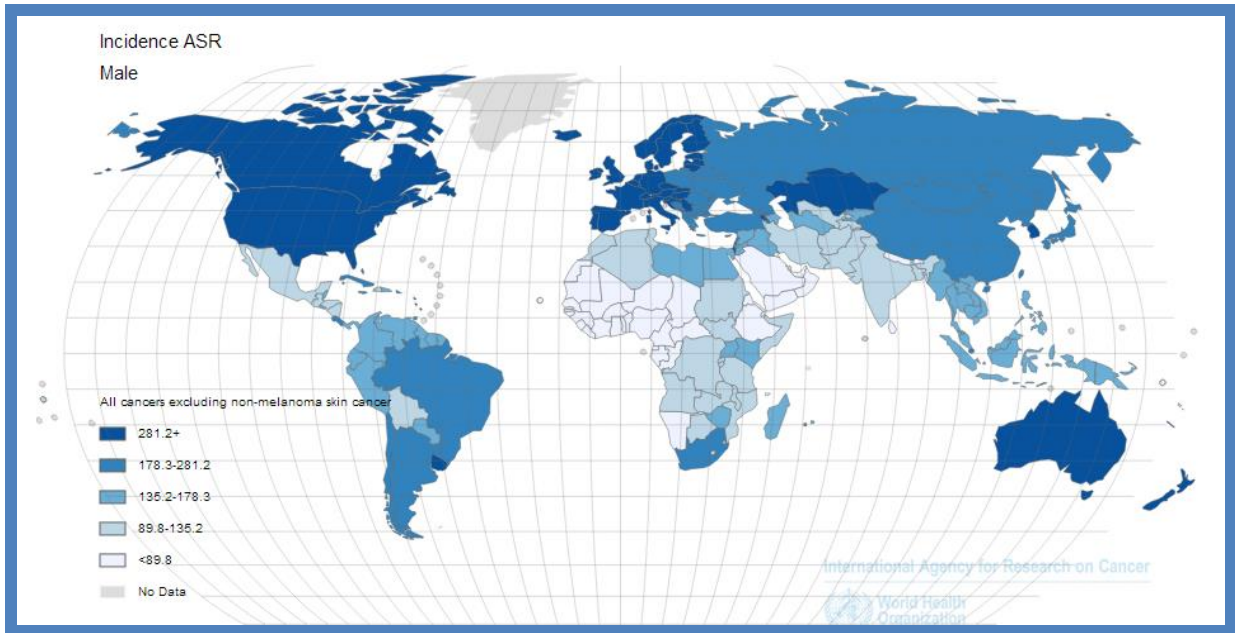 Incidence ASR
Male
All cancers excluding non-melanoma skin cancer
281.2+
178.3-281.2
135.2-178.3
89.8-135.2
<89.8
No Data
International Agency for Research on Cancer
World Health
Organization